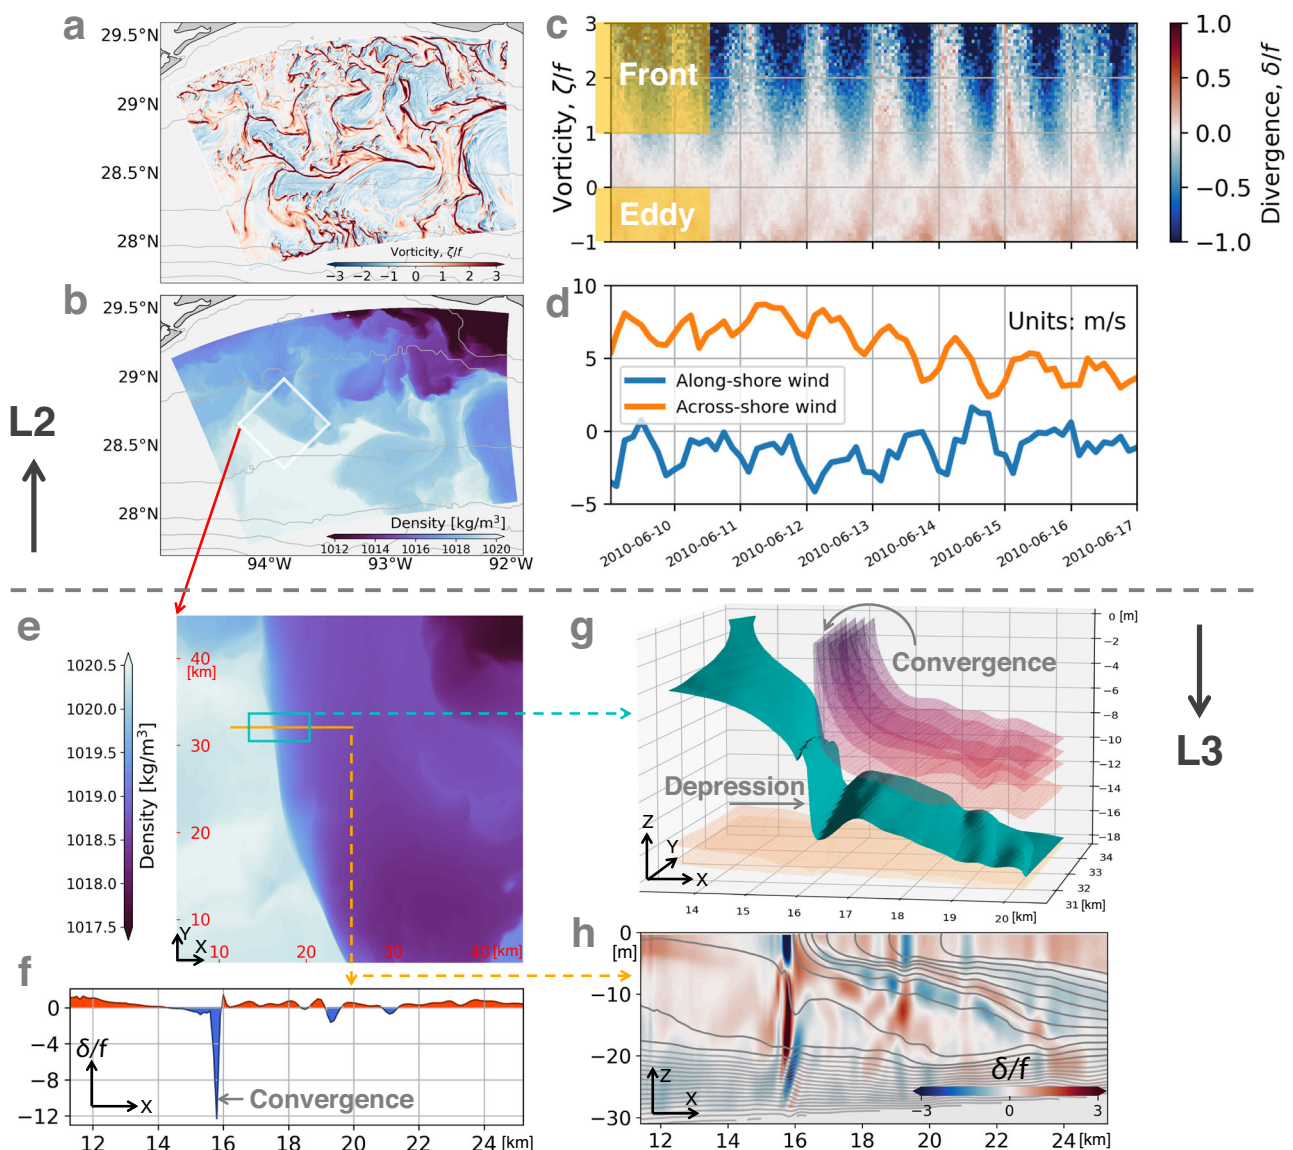 a
29.5°N
29°N
28.5°N
28°N
Vorticity, ζ/f
−3 −2 −1 0 1 2 3
b
29.5°N
29°N
28.5°N
28°N
Density [kg/m³]
1012 1014 1016 1018 1020
94°W 93°W 92°W
L2
c
Vorticity, ζ/f
3
2
1
0
−1
Front
Eddy
1.0
0.5
0.0
−0.5
−1.0
Divergence, δ/f
d
10
5
0
−5
Units: m/s
Along-shore wind
Across-shore wind
2010-06-10 2010-06-11 2010-06-12 2010-06-13 2010-06-14 2010-06-15 2010-06-16 2010-06-17
e
1020.5
1020.0
1019.5
1019.0
1018.5
1018.0
1017.5
Density [kg/m³]
40
[km]
30
20
10
Y
X
10 20 30 40 [km]
f
0
−4
−8
−12
δ/f
X
Convergence
12 14 16 18 20 22 24 [km]
g
Convergence
Depression
Z
Y
X
0 [m]
−2
−4
−6
−8
−10
−12
−14
−16
−18
34
33
32
31 [km]
14 15 16 17 18 19 20 [km]
L3
h
0
[m]
−10
−20
−30
Z
X
δ/f
−3 0 3
12 14 16 18 20 22 24 [km]